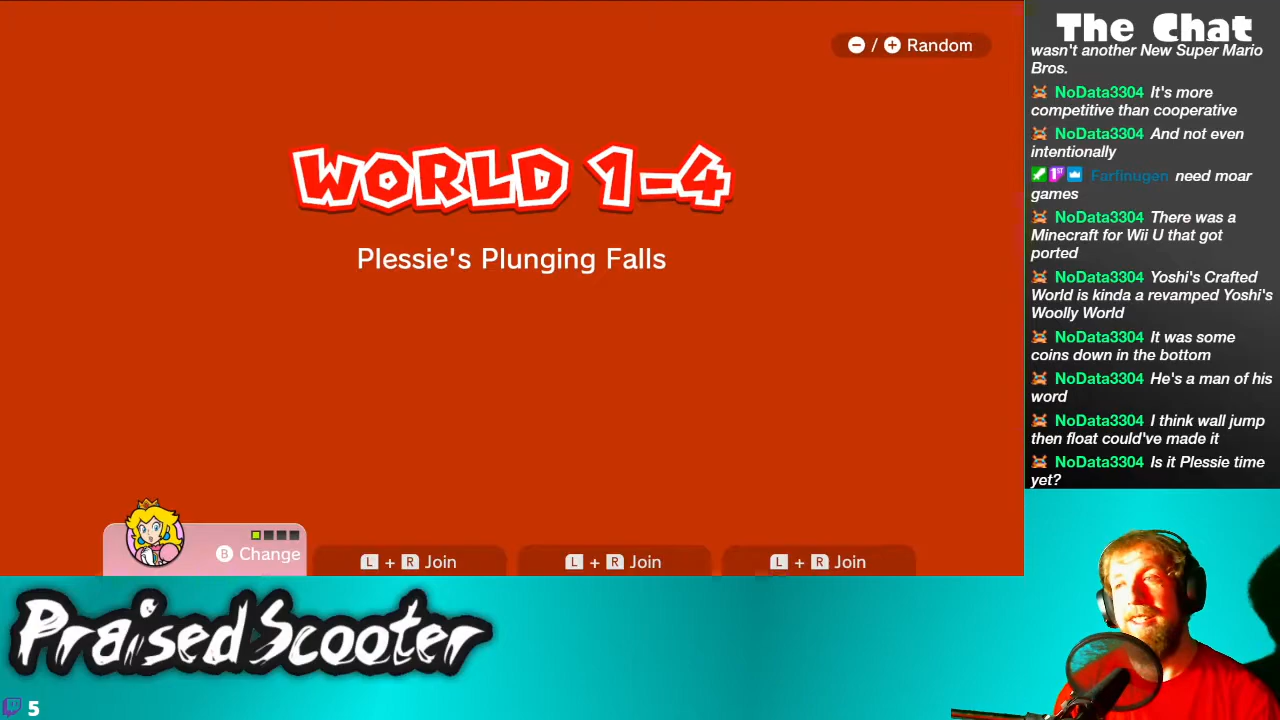 - / + Random
WORLD 1-4
Plessie's Plunging Falls
B Change
L + R Join
L + R Join
L + R Join
The Chat
wasn't another New Super Mario
Bros.
NoData3304 It's more
competitive than cooperative
NoData3304 And not even
intentionally
1ST Farfinugen need moar
games
NoData3304 There was a
Minecraft for Wii U that got
ported
NoData3304 Yoshi's Crafted
World is kinda a revamped Yoshi's
Woolly World
NoData3304 It was some
coins down in the bottom
NoData3304 He's a man of his
word
NoData3304 I think wall jump
then float could've made it
NoData3304 Is it Plessie time
yet?
PraisedScooter
5